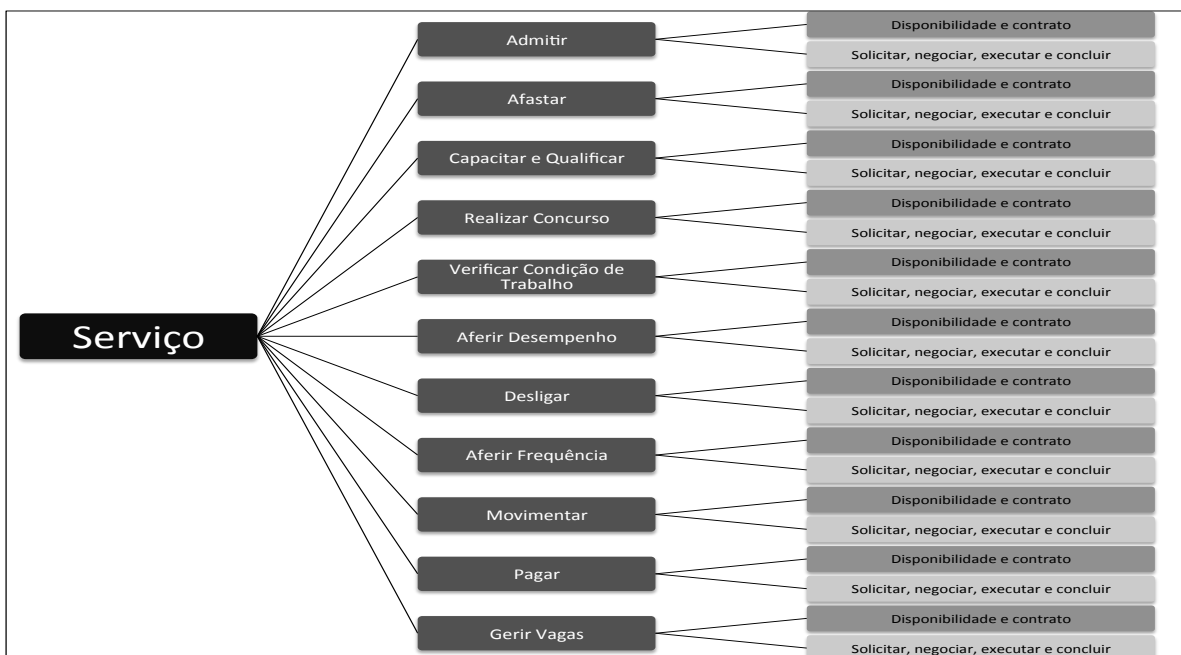 Serviço
Admitir
Disponibilidade e contrato
Solicitar, negociar, executar e concluir
Afastar
Disponibilidade e contrato
Solicitar, negociar, executar e concluir
Capacitar e Qualificar
Disponibilidade e contrato
Solicitar, negociar, executar e concluir
Realizar Concurso
Disponibilidade e contrato
Solicitar, negociar, executar e concluir
Verificar Condição de
Trabalho
Disponibilidade e contrato
Solicitar, negociar, executar e concluir
Aferir Desempenho
Disponibilidade e contrato
Solicitar, negociar, executar e concluir
Desligar
Disponibilidade e contrato
Solicitar, negociar, executar e concluir
Aferir Frequência
Disponibilidade e contrato
Solicitar, negociar, executar e concluir
Movimentar
Disponibilidade e contrato
Solicitar, negociar, executar e concluir
Pagar
Disponibilidade e contrato
Solicitar, negociar, executar e concluir
Gerir Vagas
Disponibilidade e contrato
Solicitar, negociar, executar e concluir